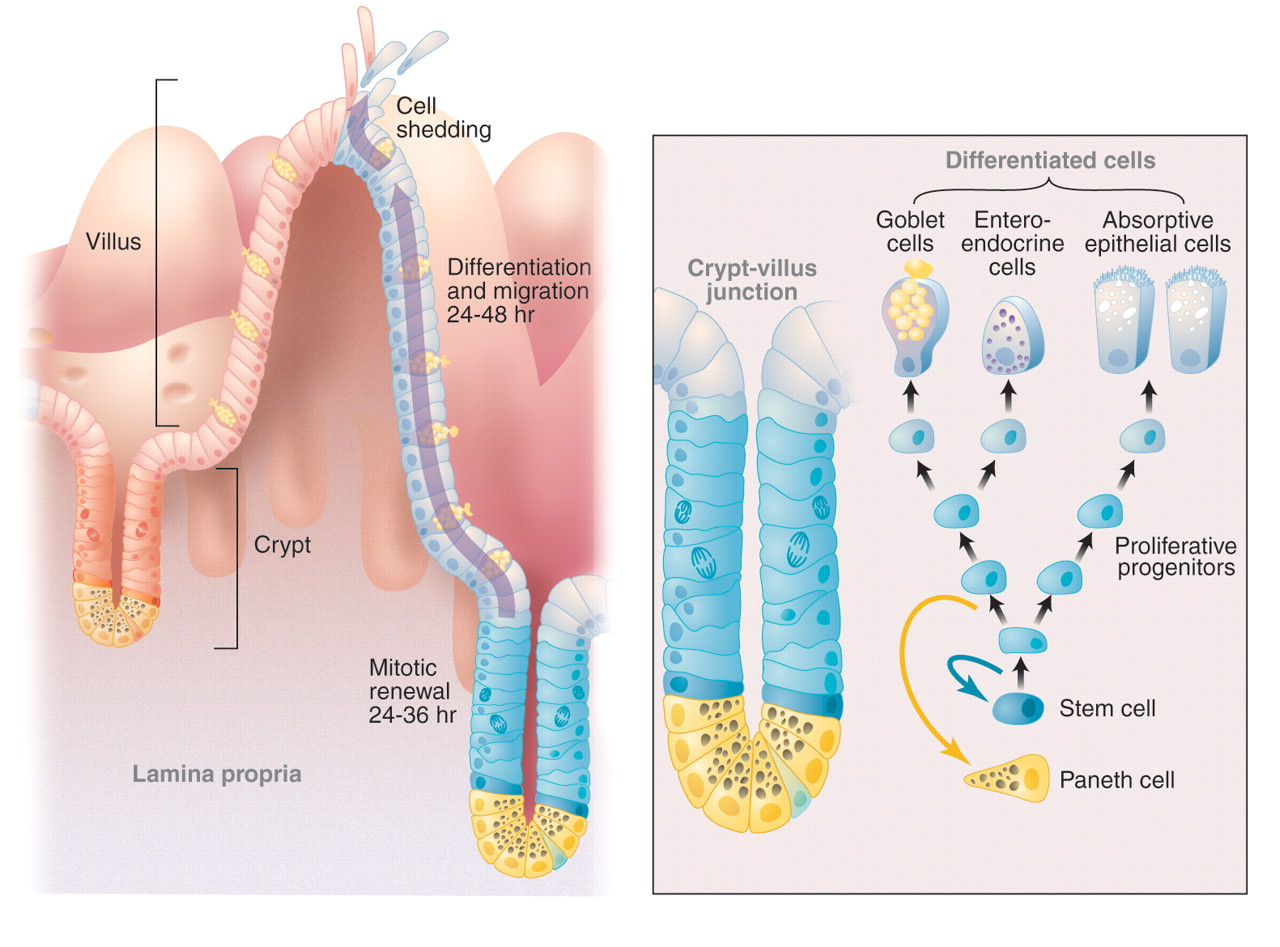 Cell
shedding
Villus
Differentiation
and migration
24-48 hr
Crypt
Mitotic
renewal
24-36 hr
Lamina propria
Differentiated cells
Goblet
cells
Entero-
endocrine
cells
Absorptive
epithelial cells
Crypt-villus
junction
Proliferative
progenitors
Stem cell
Paneth cell